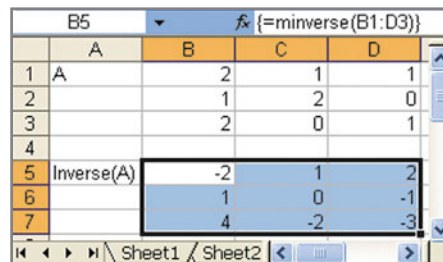 B5 fx {=minverse(B1:D3)}
A B C D
1 A 2 1 1
2 1 2 0
3 2 0 1
4
5 Inverse(A) -2 1 2
6 1 0 -1
7 4 -2 -3
Sheet1 Sheet2